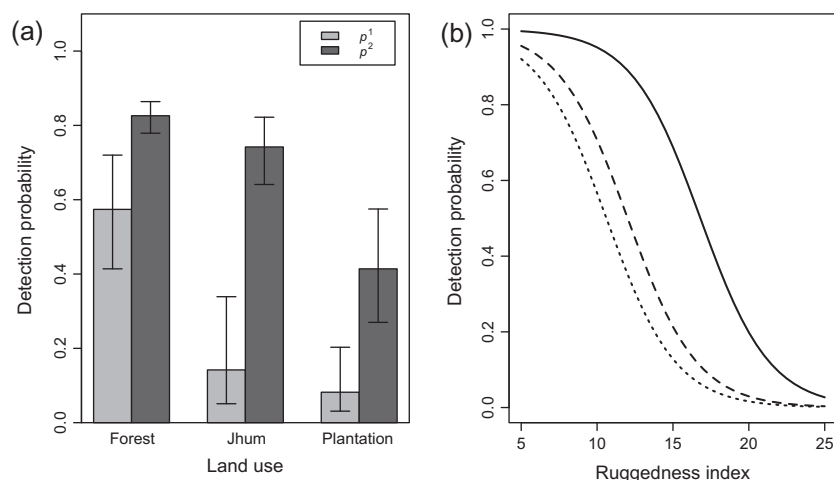 (a)
p1
p2
Detection probability
1.0
0.8
0.6
0.4
0.2
0.0
Forest Jhum Plantation
Land use
(b)
Detection probability
1.0
0.8
0.6
0.4
0.2
0.0
5 10 15 20 25
Ruggedness index